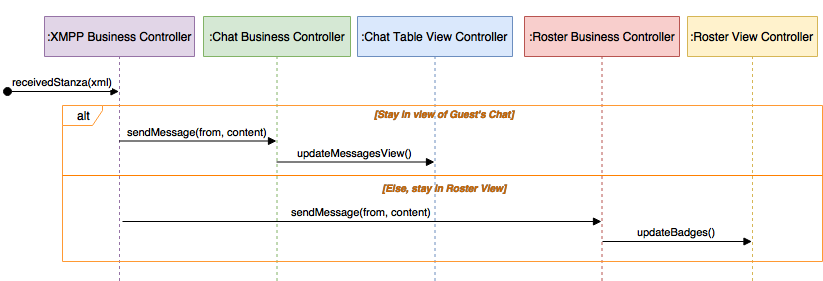 :XMPP Business Controller
:Chat Business Controller
:Chat Table View Controller
:Roster Business Controller
:Roster View Controller
receivedStanza(xml)
alt
[Stay in view of Guest's Chat]
sendMessage(from, content)
updateMessagesView()
[Else, stay in Roster View]
sendMessage(from, content)
updateBadges()